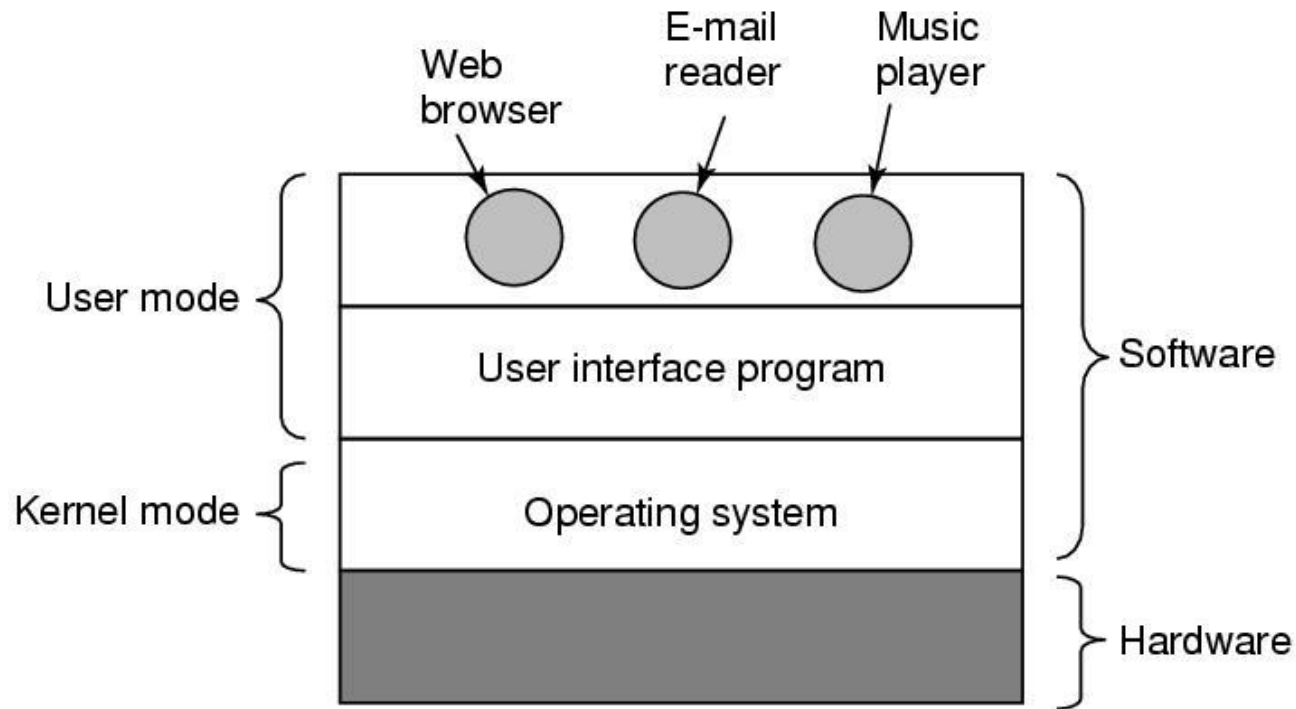 Web
browser
E-mail
reader
Music
player
User mode
User interface program
Software
Kernel mode
Operating system
Hardware